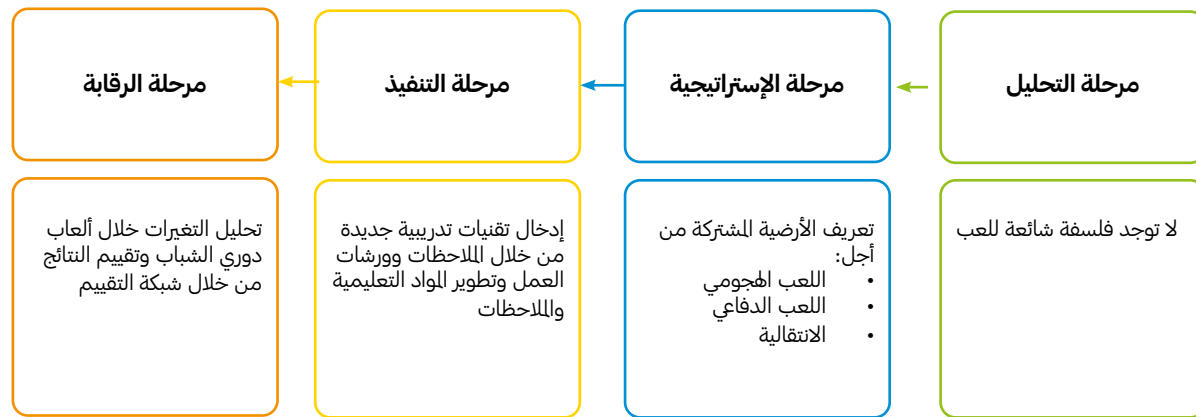 مرحلة التحليل
مرحلة الإستراتيجية
مرحلة التنفيذ
مرحلة الرقابة
لا توجد فلسفة شائعة للعب
تعريف الأرضية المشتركة من
أجل:
• اللعب الهجومي
• اللعب الدفاعي
• الانتقالية
إدخال تقنيات تدريبية جديدة
من خلال الملاحظات وورشات
العمل وتطوير المواد التعليمية
والملاحظات
تحليل التغيرات خلال ألعاب
دوري الشباب وتقييم النتائج
من خلال شبكة التقييم